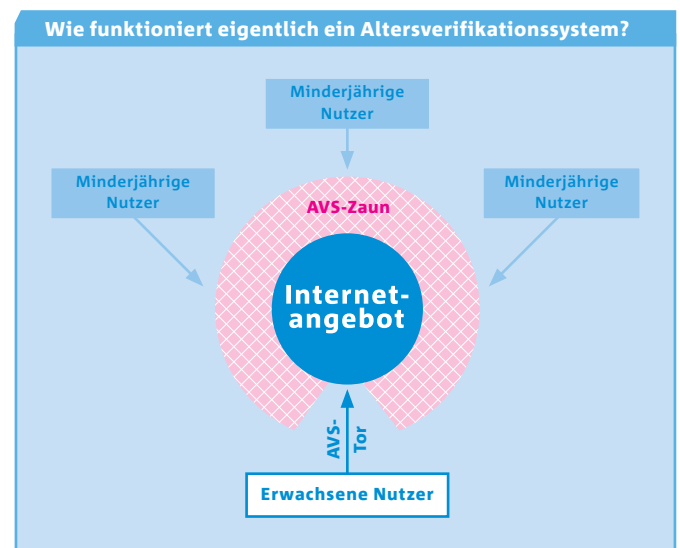 Wie funktioniert eigentlich ein Altersverifikationssystem?
Minderjährige
Nutzer
Minderjährige
Nutzer
Minderjährige
Nutzer
AVS-Zaun
Internet-
angebot
AVS-
Tor
Erwachsene Nutzer